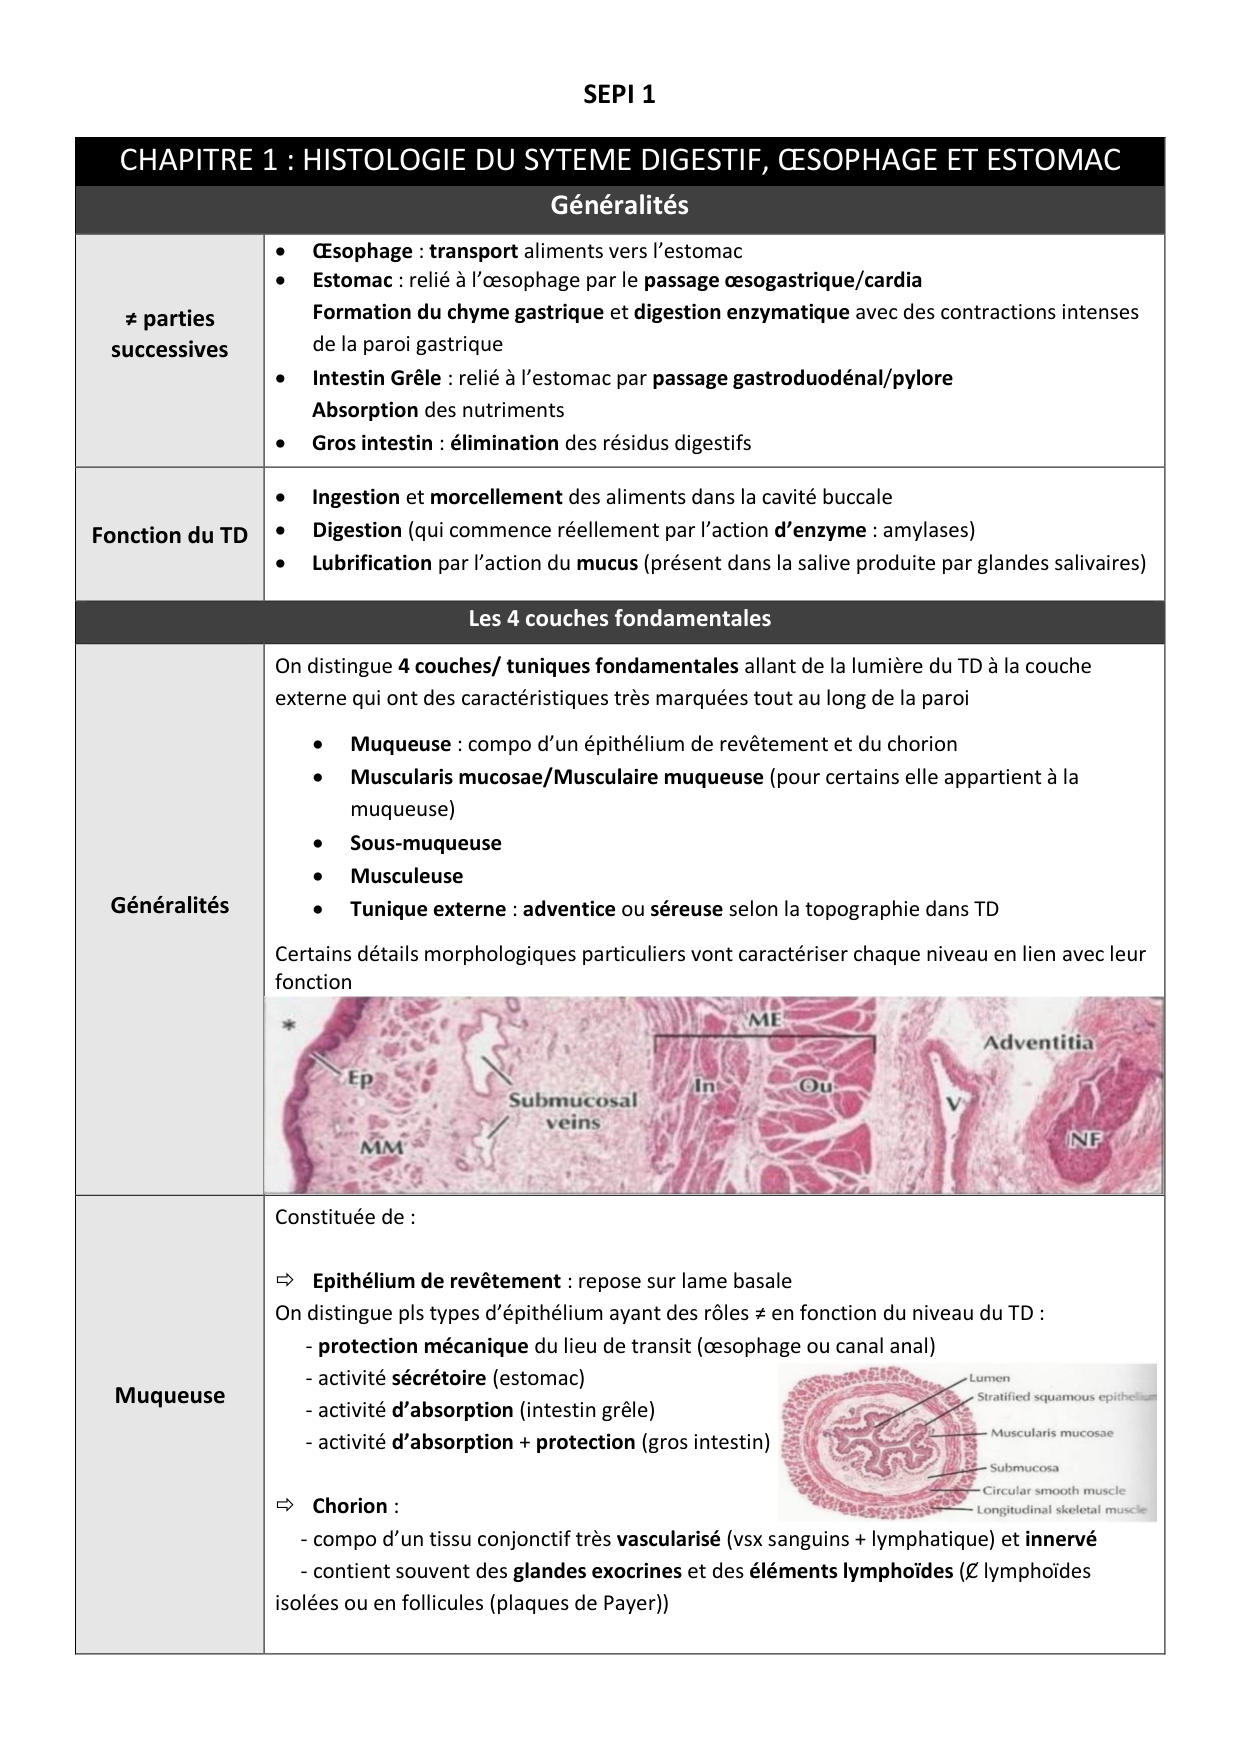 SEPI 1
CHAPITRE 1 : HISTOLOGIE DU SYTEME DIGESTIF, ŒSOPHAGE ET ESTOMAC
Généralités
≠ parties
successives
• Œsophage : transport aliments vers l’estomac
• Estomac : relié à l’œsophage par le passage œsogastrique/cardia
Formation du chyme gastrique et digestion enzymatique avec des contractions intenses
de la paroi gastrique
• Intestin Grêle : relié à l’estomac par passage gastroduodénal/pylore
Absorption des nutriments
• Gros intestin : élimination des résidus digestifs
Fonction du TD
• Ingestion et morcellement des aliments dans la cavité buccale
• Digestion (qui commence réellement par l’action d’enzyme : amylases)
• Lubrification par l’action du mucus (présent dans la salive produite par glandes salivaires)
Les 4 couches fondamentales
Généralités
On distingue 4 couches/ tuniques fondamentales allant de la lumière du TD à la couche
externe qui ont des caractéristiques très marquées tout au long de la paroi
• Muqueuse : compo d’un épithélium de revêtement et du chorion
• Muscularis mucosae/Musculaire muqueuse (pour certains elle appartient à la
muqueuse)
• Sous-muqueuse
• Musculeuse
• Tunique externe : adventice ou séreuse selon la topographie dans TD
Certains détails morphologiques particuliers vont caractériser chaque niveau en lien avec leur
fonction
*
Ep
MM
Submucosal
veins
ME
In
Ou
V
Adventitia
NF
Muqueuse
Constituée de :
⇨ Epithélium de revêtement : repose sur lame basale
On distingue pls types d’épithélium ayant des rôles ≠ en fonction du niveau du TD :
- protection mécanique du lieu de transit (œsophage ou canal anal)
- activité sécrétoire (estomac)
- activité d’absorption (intestin grêle)
- activité d’absorption + protection (gros intestin)
Lumen
Stratified squamous epithelium
Muscularis mucosae
Submucosa
Circular smooth muscle
Longitudinal skeletal muscle
⇨ Chorion :
- compo d’un tissu conjonctif très vascularisé (vsx sanguins + lymphatique) et innervé
- contient souvent des glandes exocrines et des éléments lymphoïdes (Ȼ lymphoïdes
isolées ou en follicules (plaques de Payer))